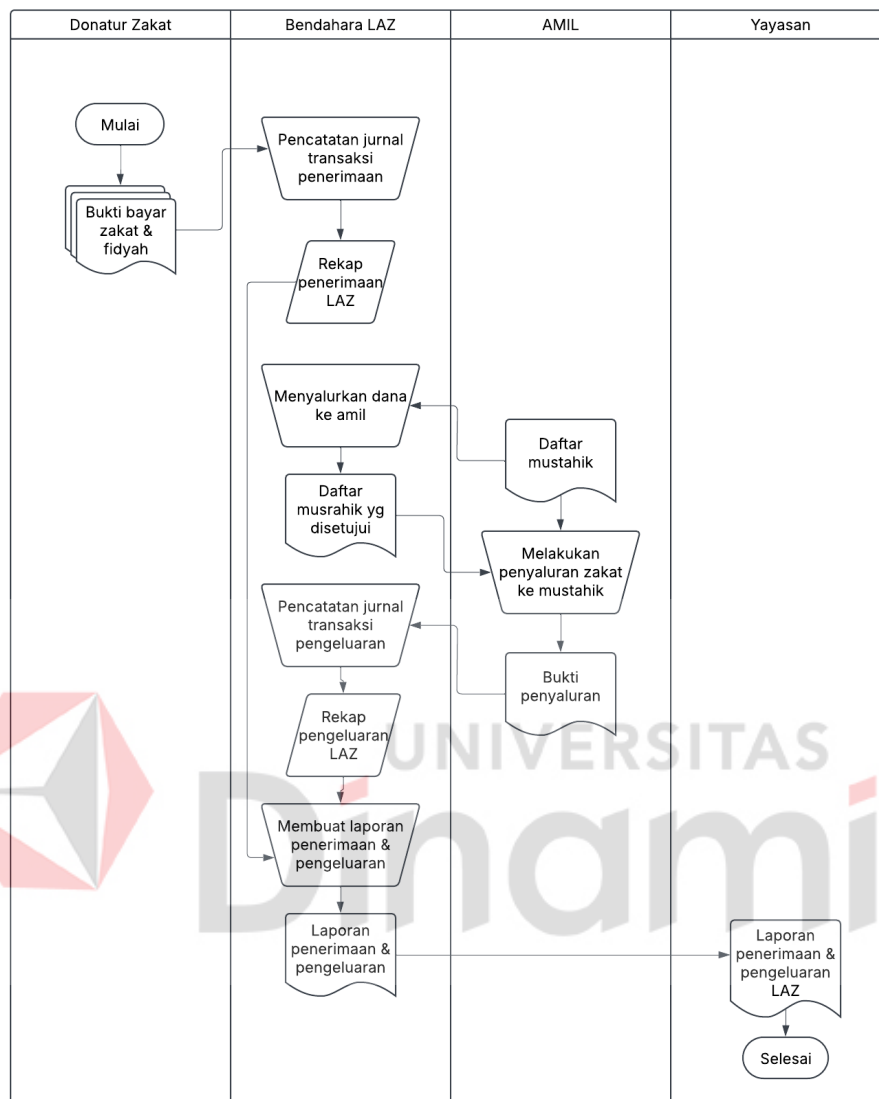 Donatur Zakat
Bendahara LAZ
AMIL
Yayasan
Mulai
Bukti bayar
zakat &
fidyah
Pencatatan jurnal
transaksi
penerimaan
Rekap
penerimaan
LAZ
Menyalurkan dana
ke amil
Daftar
mustahik
Daftar
musrahik yg
disetujui
Melakukan
penyaluran zakat
ke mustahik
Pencatatan jurnal
transaksi
pengeluaran
Bukti
penyaluran
Rekap
pengeluaran
LAZ
Membuat laporan
penerimaan &
pengeluaran
Laporan
penerimaan &
pengeluaran
Laporan
penerimaan &
pengeluaran
LAZ
Selesai
UNIVERSITAS
Dinami